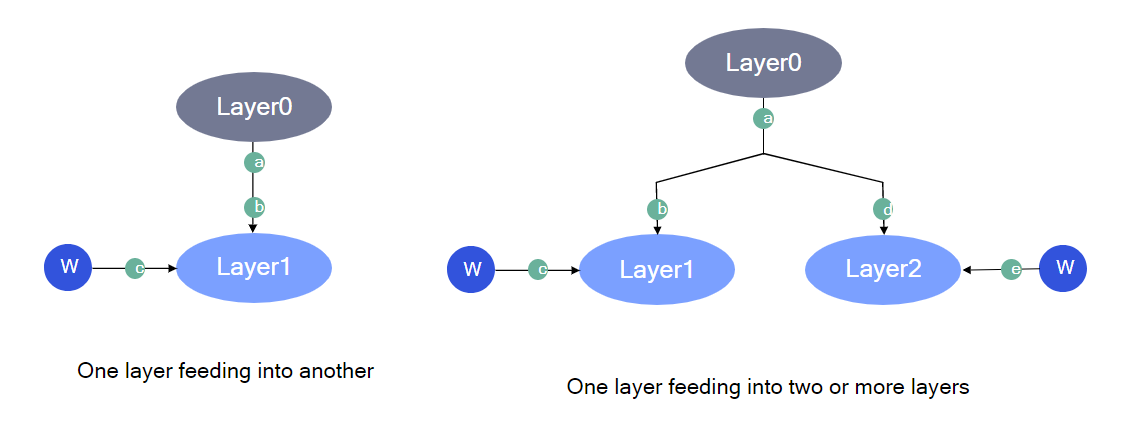 Layer0
a
b
W
c
Layer1
One layer feeding into another
Layer0
a
b
d
W
c
Layer1
Layer2
e
W
One layer feeding into two or more layers